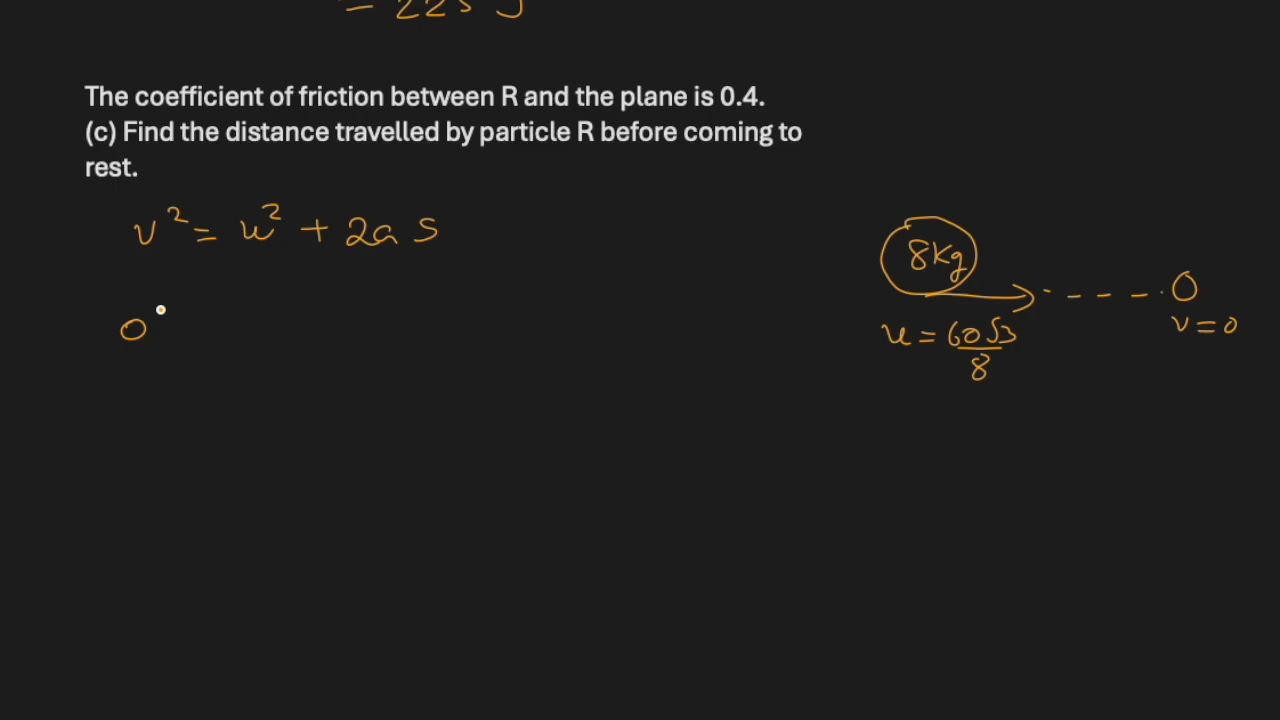 = 225 J
The coefficient of friction between R and the plane is 0.4.
(c) Find the distance travelled by particle R before coming to
rest.
v² = u² + 2as
8kg
u = 60√3/8
v = 0
0